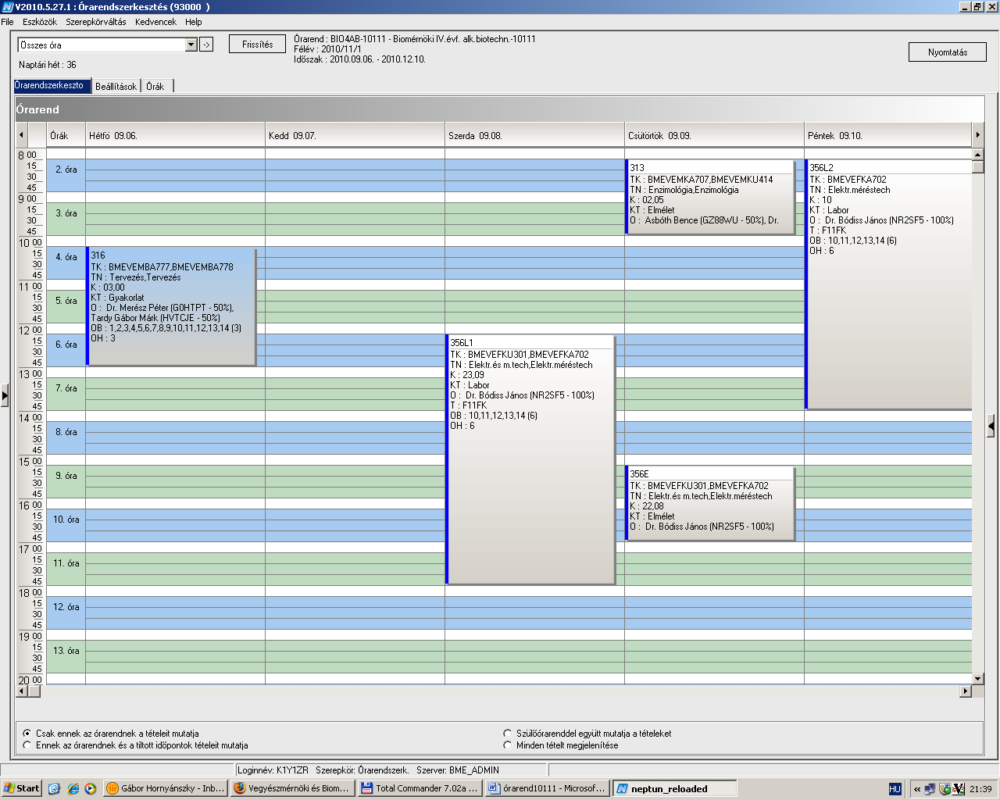 V2010.5.27.1 : Órarendszerkesztés (93000  )
File Eszközök Szerepkörváltás Kedvencek Help
Összes óra
->
Frissítés
Órarend : BIO4AB-10111 - Biomérnöki IV.évf. alk.biotechn.-10111
Félév : 2010/11/1
Időszak : 2010.09.06. - 2010.12.10.
Nyomtatás
Naptári hét : 36
Órarendszerkeszto Beállítások Órák
Órarend
Órák Hétfő 09.06. Kedd 09.07. Szerda 09.08. Csütörtök 09.09. Péntek 09.10.
8 00
15
30
45
9 00
15
30
45
10 00
15
30
45
11 00
15
30
45
12 00
15
30
45
13 00
15
30
45
14 00
15
30
45
15 00
15
30
45
16 00
15
30
45
17 00
15
30
45
18 00
15
30
45
19 00
15
30
45
20 00
2. óra
3. óra
4. óra
5. óra
6. óra
7. óra
8. óra
9. óra
10. óra
11. óra
12. óra
13. óra
316
TK : BMEVEMBA777,BMEVEMBA778
TN : Tervezés,Tervezés
K : 03,00
KT : Gyakorlat
O : Dr. Merész Péter (G0HTPT - 50%),
Tardy Gábor Márk (HVTCJE - 50%)
OB : 1,2,3,4,5,6,7,8,9,10,11,12,13,14 (3)
OH : 3
356L1
TK : BMEVEFKU301,BMEVEFKA702
TN : Elektr.és m.tech,Elektr.méréstech
K : 23,09
KT : Labor
O : Dr. Bódiss János (NR2SF5 - 100%)
T : F11FK
OB : 10,11,12,13,14 (6)
OH : 6
313
TK : BMEVEMKA707,BMEVEMKU414
TN : Enzimológia,Enzimológia
K : 02,05
KT : Elmélet
O : Asbóth Bence (GZ88WU - 50%), Dr.
356E
TK : BMEVEFKU301,BMEVEFKA702
TN : Elektr.és m.tech,Elektr.méréstech
K : 22,08
KT : Elmélet
O : Dr. Bódiss János (NR2SF5 - 100%)
356L2
TK : BMEVEFKA702
TN : Elektr.méréstech
K : 10
KT : Labor
O : Dr. Bódiss János (NR2SF5 - 100%)
T : F11FK
OB : 10,11,12,13,14 (6)
OH : 6
Csak ennek az órarendnek a tételeit mutatja
Ennek az órarendnek és a tiltott időpontok tételeit mutatja
Szülőórarenddel együtt mutatja a tételeket
Minden tételt megjelenítése
Loginnév: K1Y1ZR Szerepkör: Órarendszerk. Szerver: BME_ADMIN
Start Gábor Hornyánszky - Inb... Vegyészmérnöki és Biom... Total Commander 7.02a ... órarend10111 - Microsof... neptun_reloaded HU « 21:39